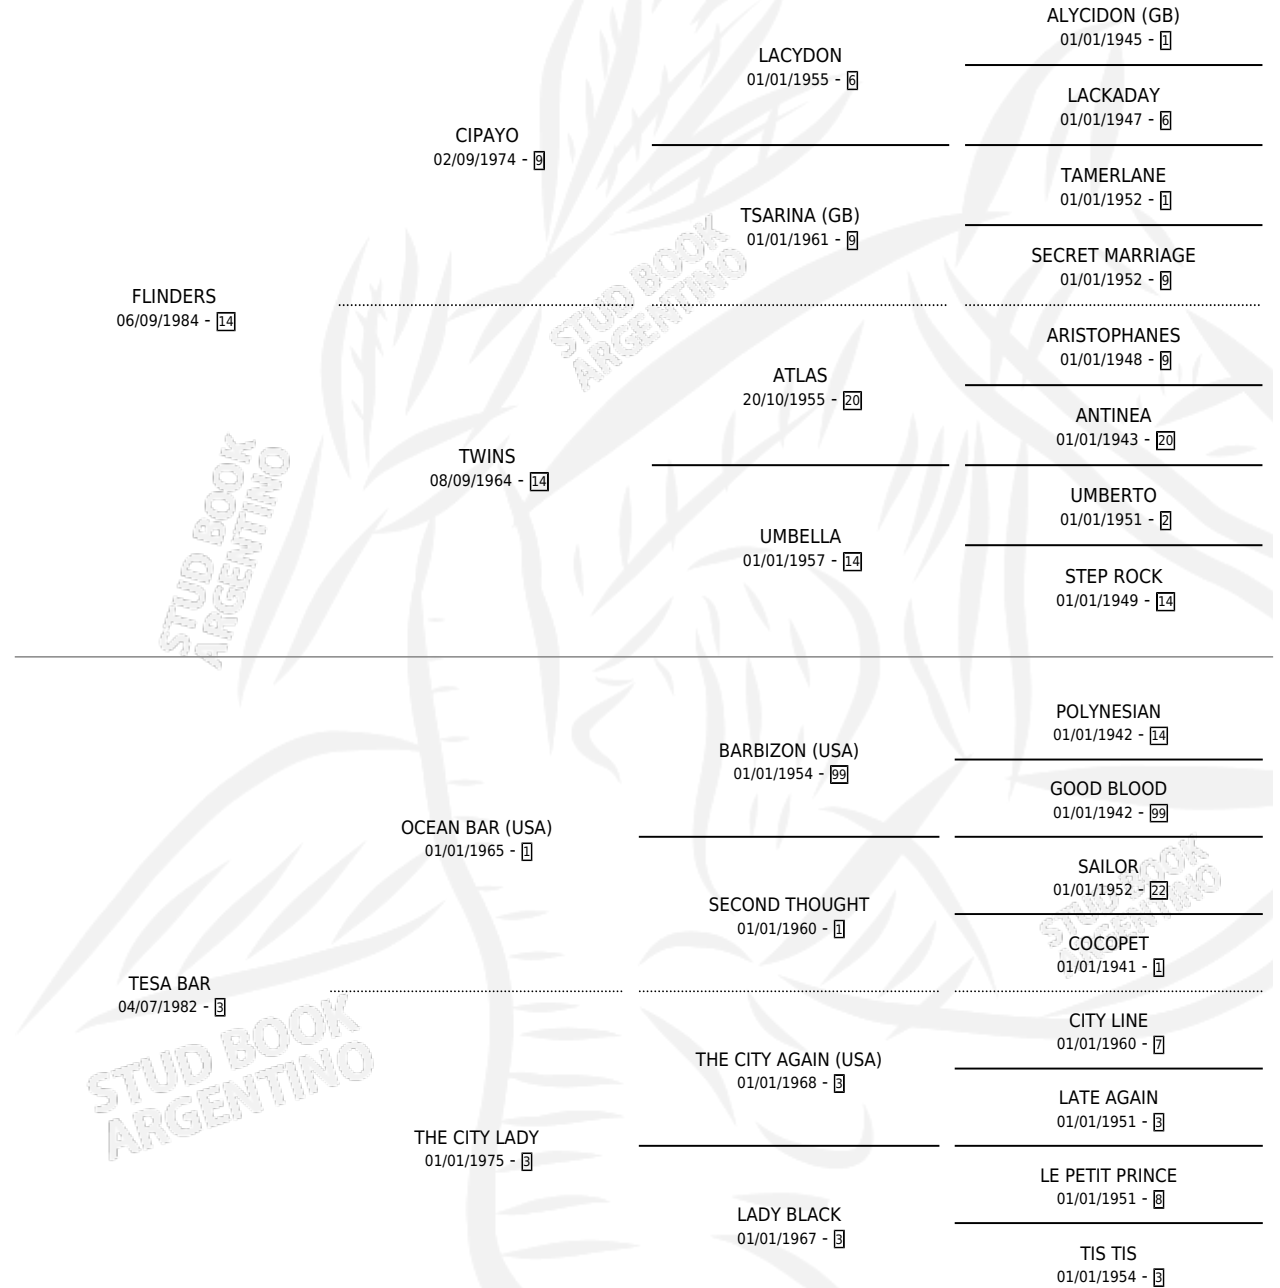 ALYCIDON (GB)
01/01/1945 - 1
LACYDON
01/01/1955 - 6
LACKADAY
01/01/1947 - 6
CIPAYO
02/09/1974 - 9
TAMERLANE
01/01/1952 - 1
TSARINA (GB)
01/01/1961 - 9
SECRET MARRIAGE
01/01/1952 - 9
FLINDERS
06/09/1984 - 14
ARISTOPHANES
01/01/1948 - 9
ATLAS
20/10/1955 - 20
ANTINEA
01/01/1943 - 20
TWINS
08/09/1964 - 14
UMBERTO
01/01/1951 - 2
UMBELLA
01/01/1957 - 14
STEP ROCK
01/01/1949 - 14
POLYNESIAN
01/01/1942 - 14
BARBIZON (USA)
01/01/1954 - 99
GOOD BLOOD
01/01/1942 - 99
OCEAN BAR (USA)
01/01/1965 - 1
SAILOR
01/01/1952 - 22
SECOND THOUGHT
01/01/1960 - 1
COCOPET
01/01/1941 - 1
TESA BAR
04/07/1982 - 3
CITY LINE
01/01/1960 - 7
THE CITY AGAIN (USA)
01/01/1968 - 3
LATE AGAIN
01/01/1951 - 3
THE CITY LADY
01/01/1975 - 3
LE PETIT PRINCE
01/01/1951 - 8
LADY BLACK
01/01/1967 - 3
TIS TIS
01/01/1954 - 3
STUD BOOK
ARGENTINO
STUD BOOK
ARGENTINO
STUD BOOK
ARGENTINO
STUD BOOK
ARGENTINO